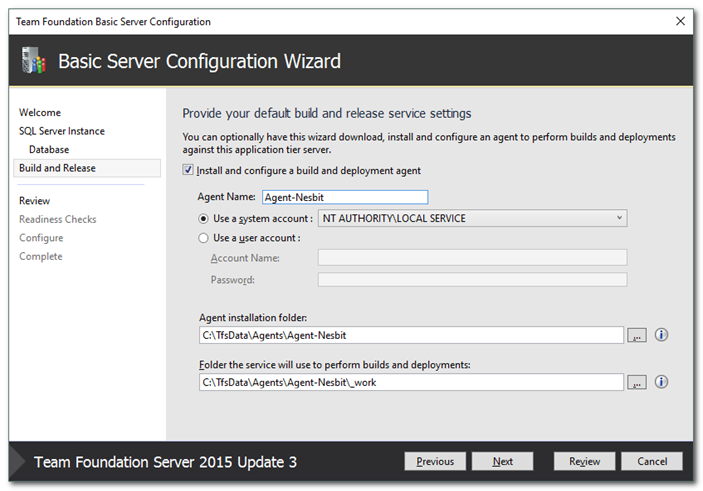 Team Foundation Basic Server Configuration
Basic Server Configuration Wizard
Welcome
SQL Server Instance
Database
Build and Release
Review
Readiness Checks
Configure
Complete
Provide your default build and release service settings
You can optionally have this wizard download, install and configure an agent to perform builds and deployments
against this application tier server.
Install and configure a build and deployment agent
Agent Name: Agent-Nesbit
Use a system account : NT AUTHORITY\LOCAL SERVICE
Use a user account :
Account Name:
Password:
Agent installation folder:
C:\TfsData\Agents\Agent-Nesbit ...
Folder the service will use to perform builds and deployments:
C:\TfsData\Agents\Agent-Nesbit\_work ...
Team Foundation Server 2015 Update 3 Previous Next Review Cancel